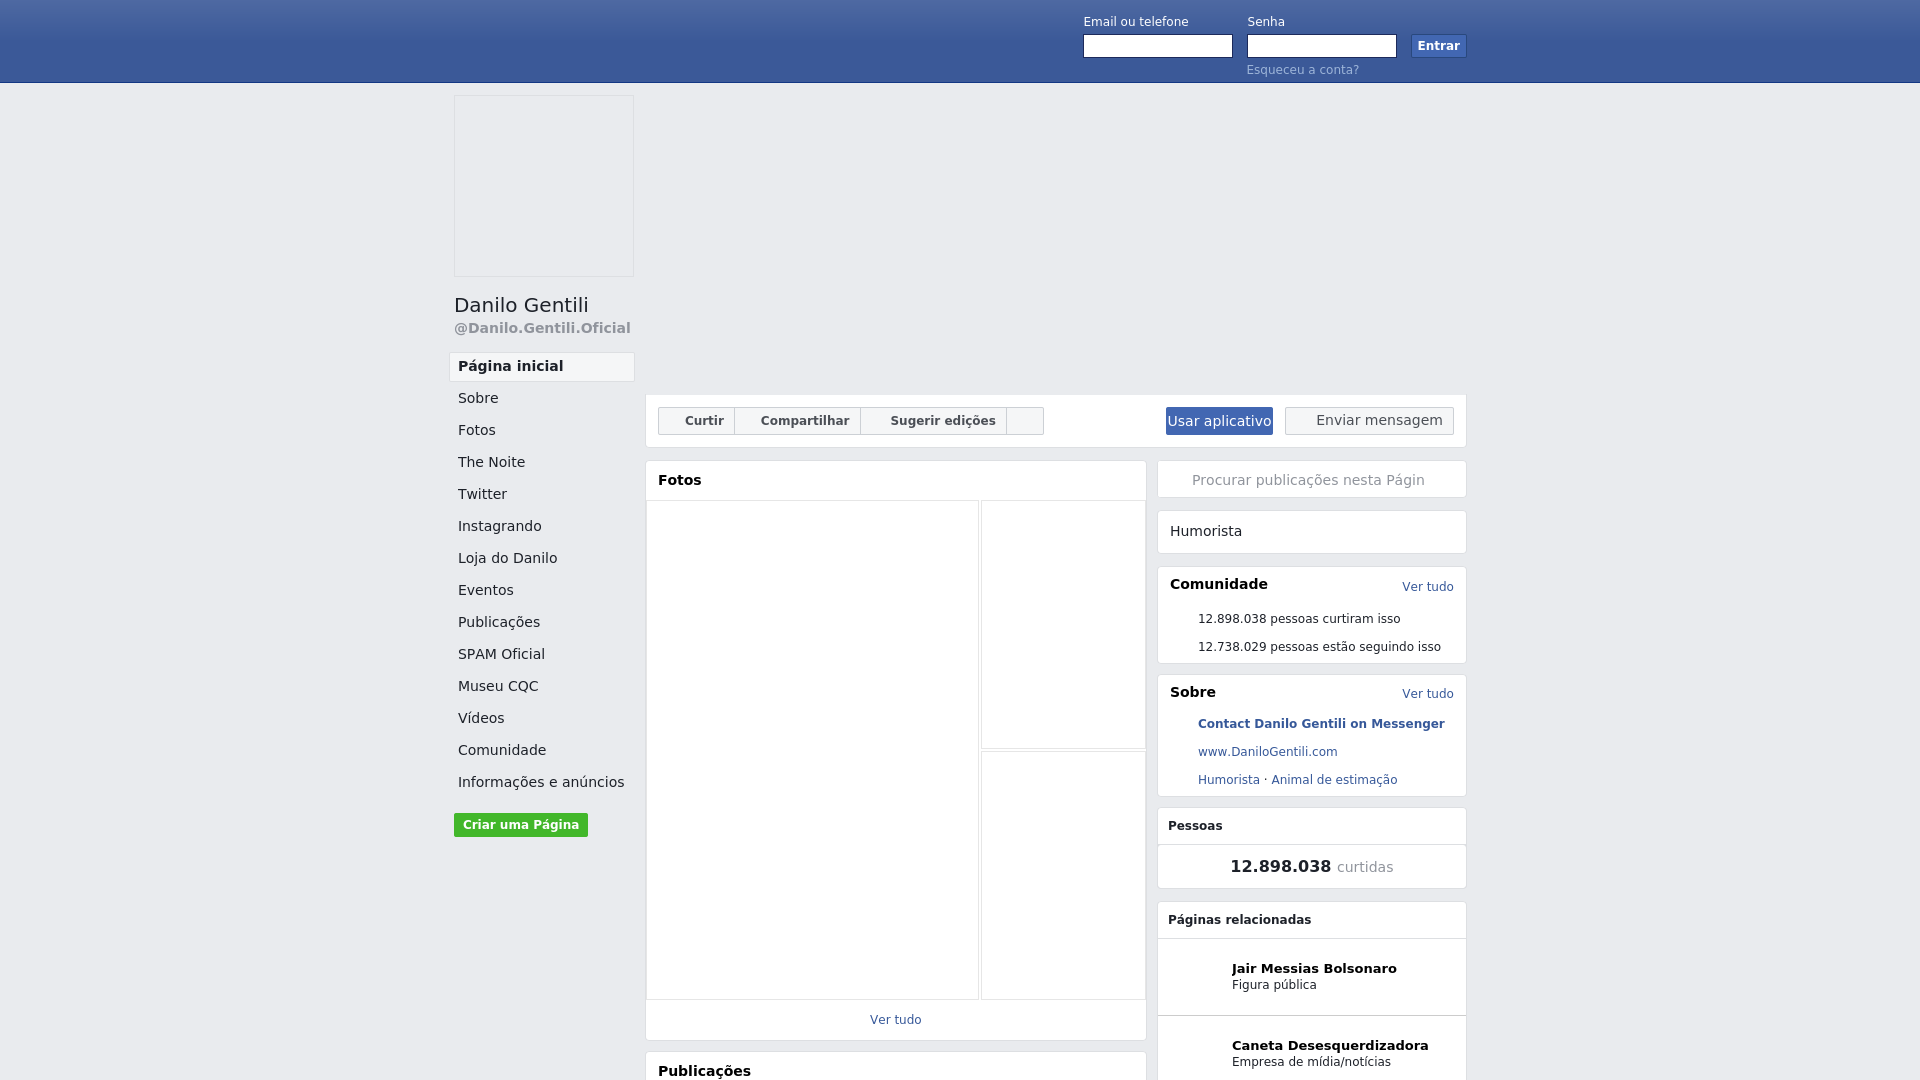 Email ou telefone
Senha
Entrar
Esqueceu a conta?
Danilo Gentili
@Danilo.Gentili.Oficial
Página inicial
Sobre
Fotos
The Noite
Twitter
Instagrando
Loja do Danilo
Eventos
Publicações
SPAM Oficial
Museu CQC
Vídeos
Comunidade
Informações e anúncios
Criar uma Página
Curtir
Compartilhar
Sugerir edições
Usar aplicativo
Enviar mensagem
Fotos
Ver tudo
Publicações
Procurar publicações nesta Págin
Humorista
Comunidade
Ver tudo
12.898.038 pessoas curtiram isso
12.738.029 pessoas estão seguindo isso
Sobre
Ver tudo
Contact Danilo Gentili on Messenger
www.DaniloGentili.com
Humorista · Animal de estimação
Pessoas
12.898.038 curtidas
Páginas relacionadas
Jair Messias Bolsonaro
Figura pública
Caneta Desesquerdizadora
Empresa de mídia/notícias